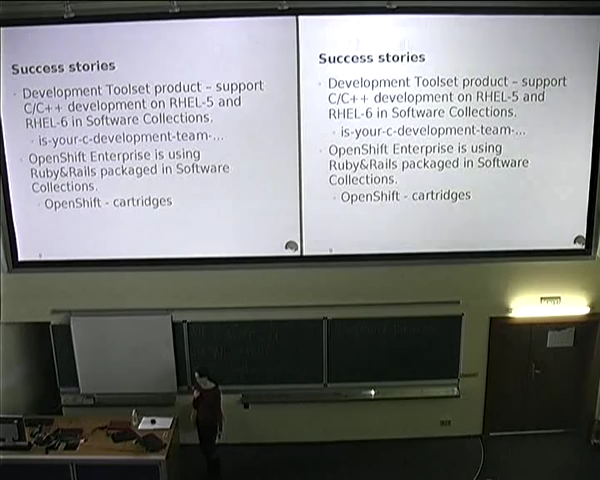 Success stories
Development Toolset product – support
C/C++ development on RHEL-5 and
RHEL-6 in Software Collections.
is-your-c-development-team-...
OpenShift Enterprise is using
Ruby&Rails packaged in Software
Collections.
OpenShift - cartridges
Success stories
Development Toolset product – support
C/C++ development on RHEL-5 and
RHEL-6 in Software Collections.
is-your-c-development-team-...
OpenShift Enterprise is using
Ruby&Rails packaged in Software
Collections.
OpenShift - cartridges